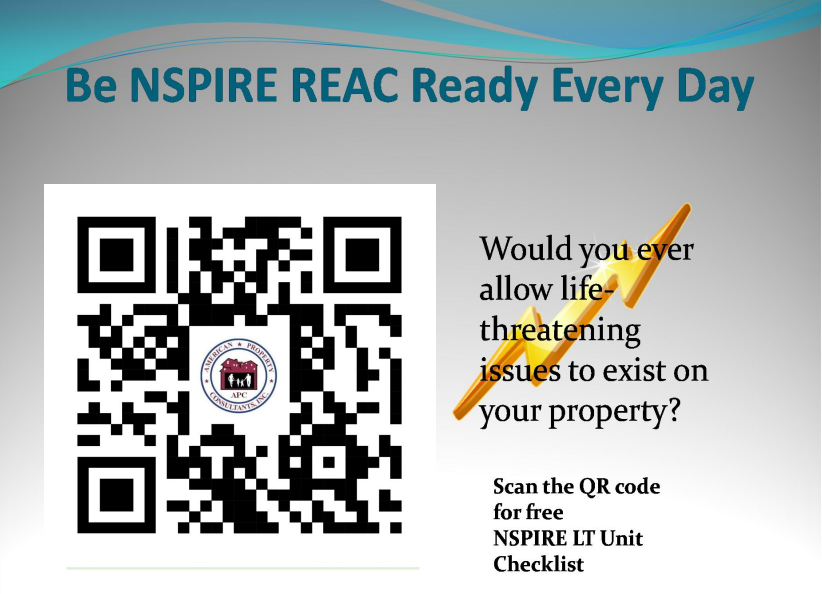 Be NSPIRE REAC Ready Every Day
Would you ever
allow life-
threatening
issues to exist on
your property?
AMERICAN ★ PROPERTY
CONSULTANTS, INC.
APC
Scan the QR code
for free
NSPIRE LT Unit
Checklist